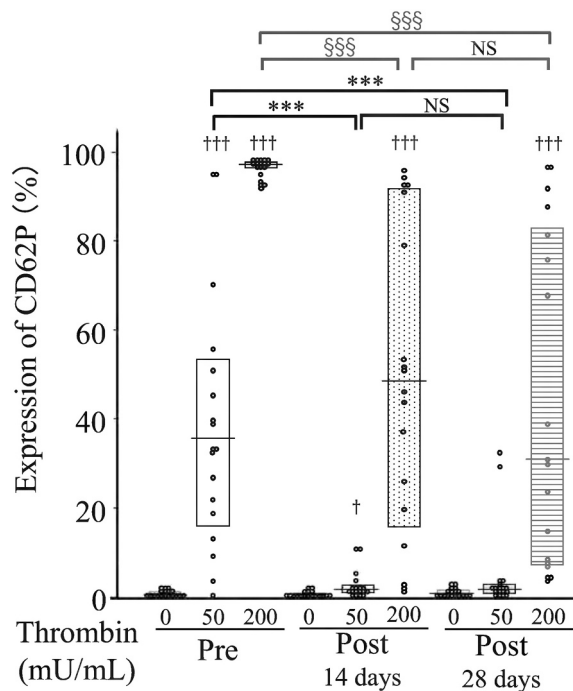 §§§
§§§ NS
***
*** NS
††† ††† ††† †††
100
80
60
40
20
0
†
Expression of CD62P (%)
0 50 200 0 50 200 0 50 200
Thrombin
(mU/mL)
Pre Post Post
14 days 28 days